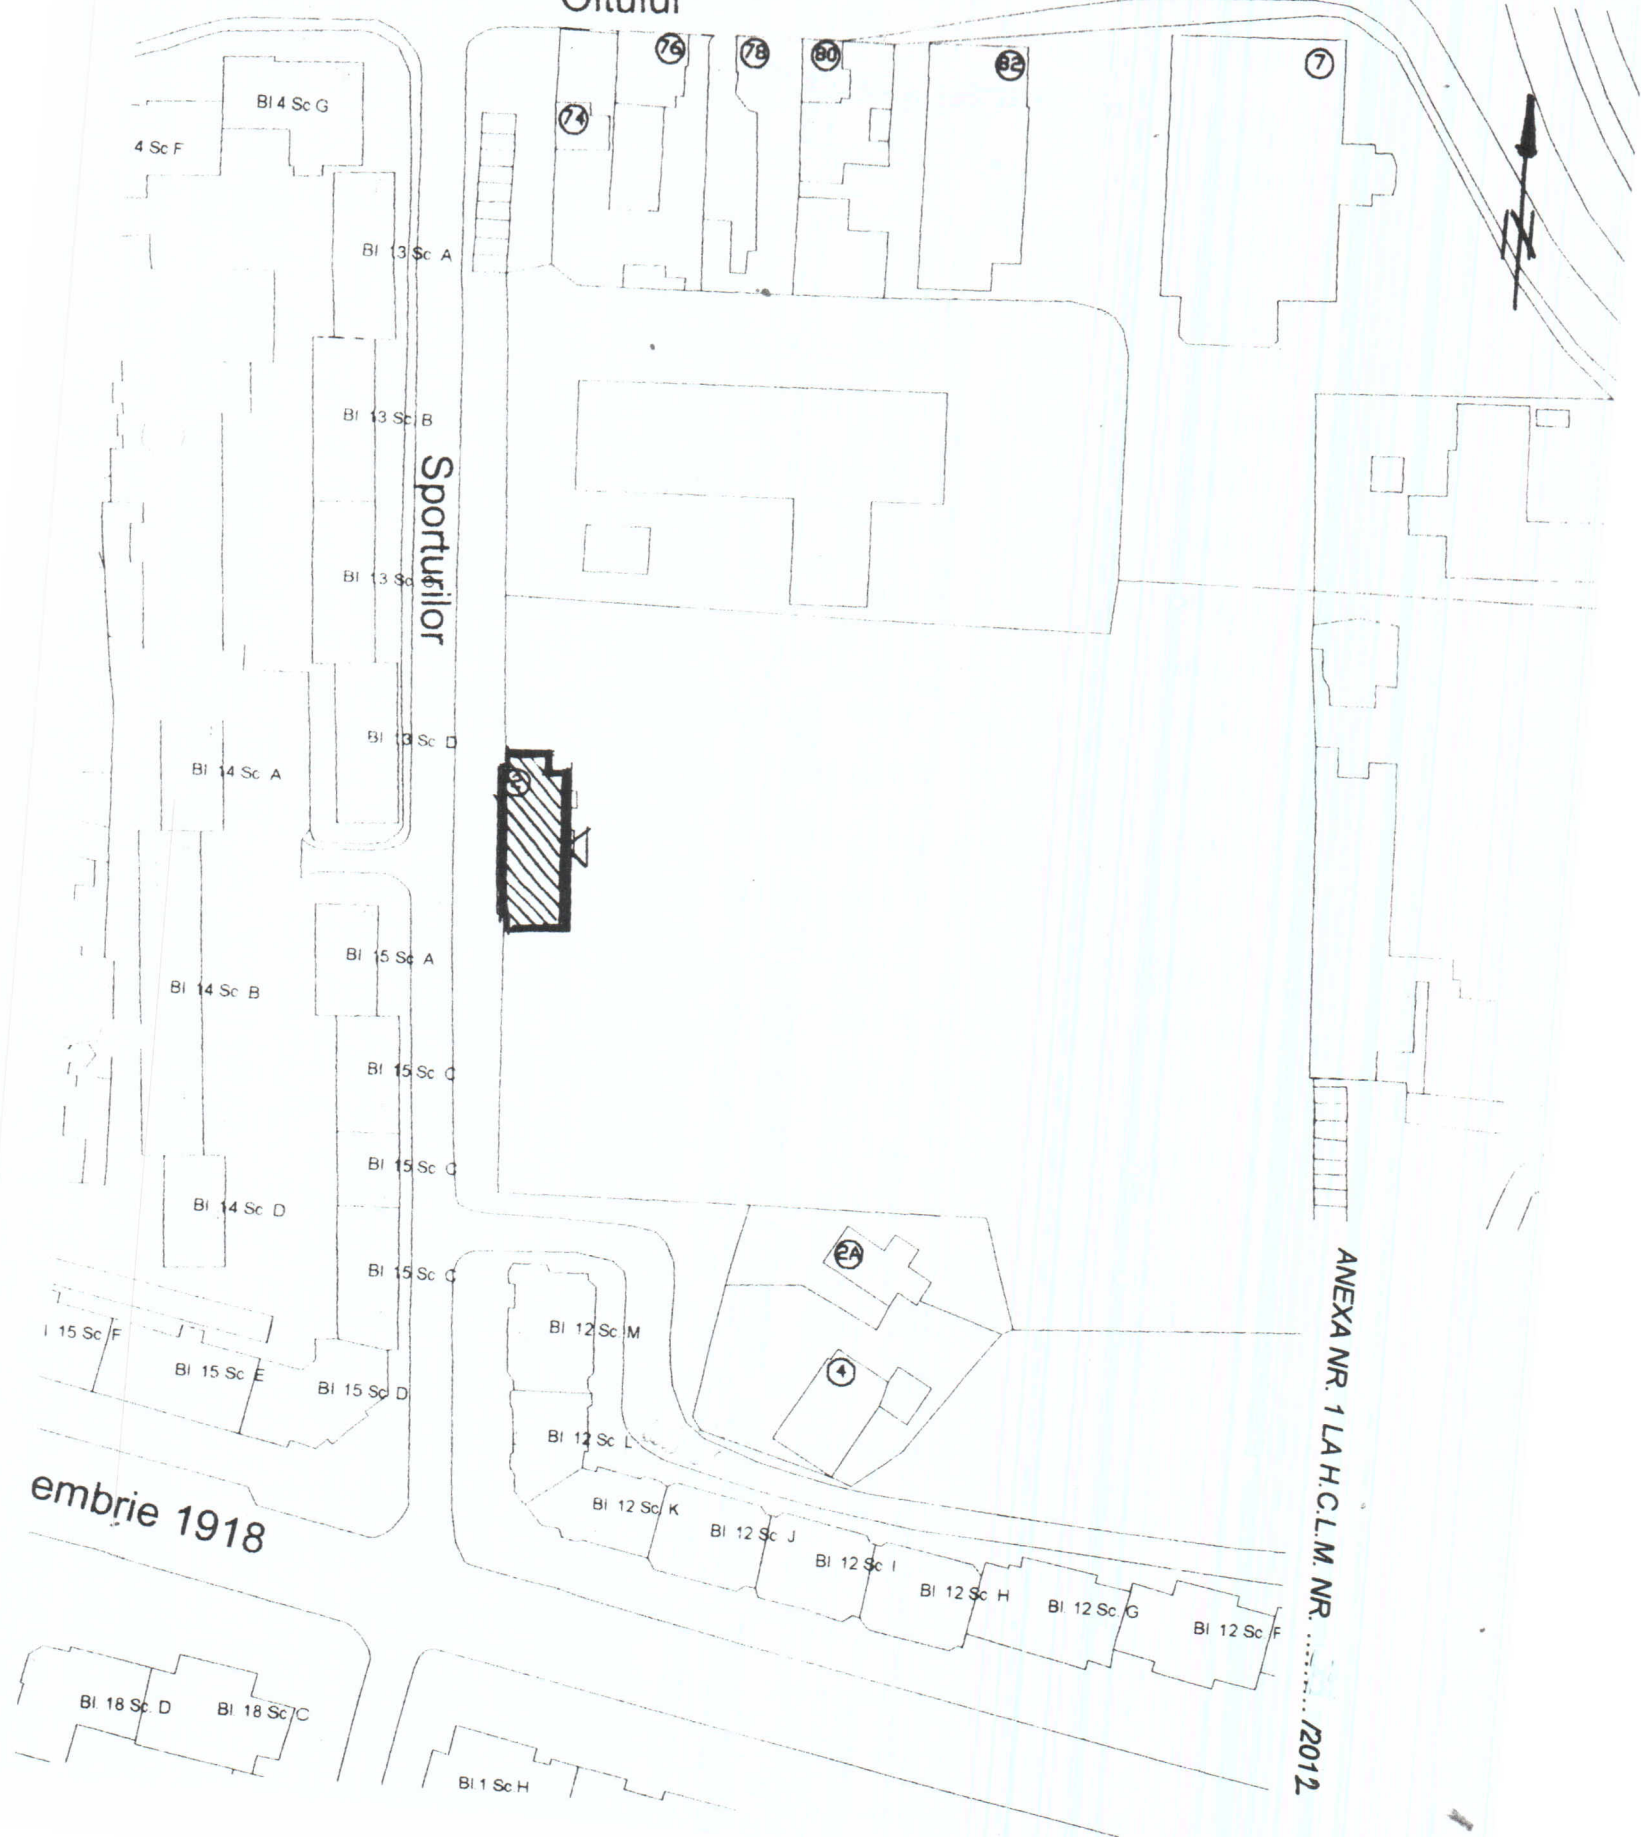 76
78
80
82
7
Bl 4 Sc G
74
4 Sc F
N
Bl 13 Sc A
Bl 13 Sc B
Sporturilor
Bl 13 Sc
Bl 13 Sc D
Bl 14 Sc A
2
Bl 15 Sc A
Bl 14 Sc B
Bl 15 Sc C
Bl 15 Sc C
Bl 14 Sc D
2A
Bl 15 Sc C
15 Sc F
Bl 12 Sc M
Bl 15 Sc E
Bl 15 Sc D
4
Bl 12 Sc L
embrie 1918
Bl 12 Sc K
Bl 12 Sc J
Bl 12 Sc I
Bl 12 Sc H
Bl. 12 Sc. G
Bl 12 Sc F
ANEXA NR. 1 LA H.C.L.M. NR. ........ /2012
Bl. 18 Sc. D
Bl 18 Sc C
Bl 1 Sc H